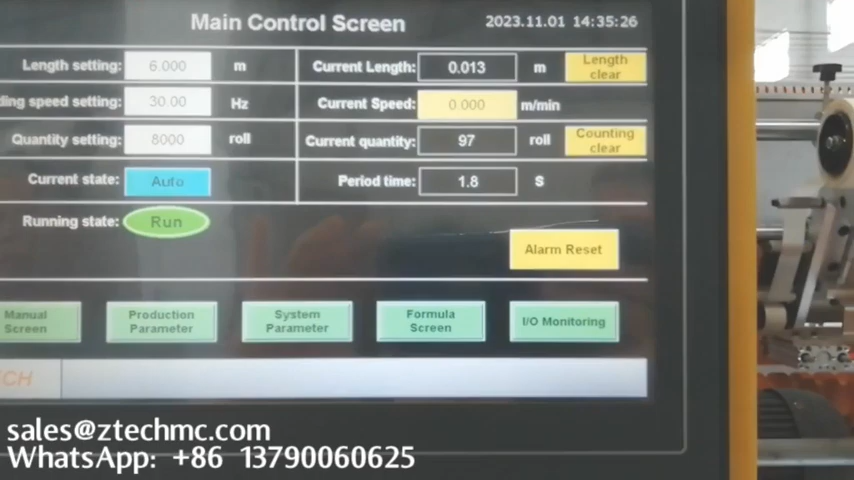 Main Control Screen 2023.11.01 14:35:26
Length setting: 6.000 m Current Length: 0.013 m Length clear
ding speed setting: 30.00 Hz Current Speed: 0.000 m/min
Quantity setting: 8000 roll Current quantity: 97 roll Counting clear
Current state: Auto Period time: 1.8 S
Running state: Run
Alarm Reset
Manual Screen Production Parameter System Parameter Formula Screen I/O Monitoring
ECH
sales@ztechmc.com
WhatsApp: +86 13790060625